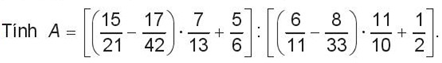 Tính A = [(15/21 − 17/42) · 7/13 + 5/6] : [(6/11 − 8/33) · 11/10 + 1/2].